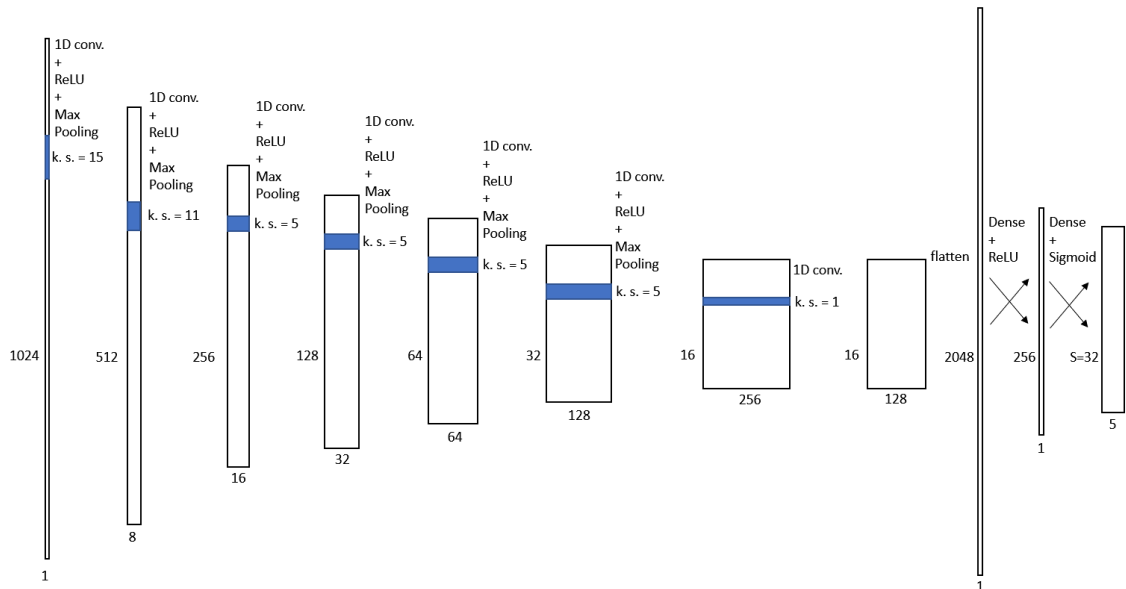 1D conv.
+
ReLU
+
Max
Pooling
k. s. = 15
1024
1
1D conv.
+
ReLU
+
Max
Pooling
k. s. = 11
512
8
1D conv.
+
ReLU
+
Max
Pooling
k. s. = 5
256
16
1D conv.
+
ReLU
+
Max
Pooling
k. s. = 5
128
32
1D conv.
+
ReLU
+
Max
Pooling
k. s. = 5
64
64
1D conv.
+
ReLU
+
Max
Pooling
k. s. = 5
32
128
1D conv.
k. s. = 1
16
256
16
128
flatten
2048
1
Dense
+
ReLU
256
1
Dense
+
Sigmoid
S=32
5